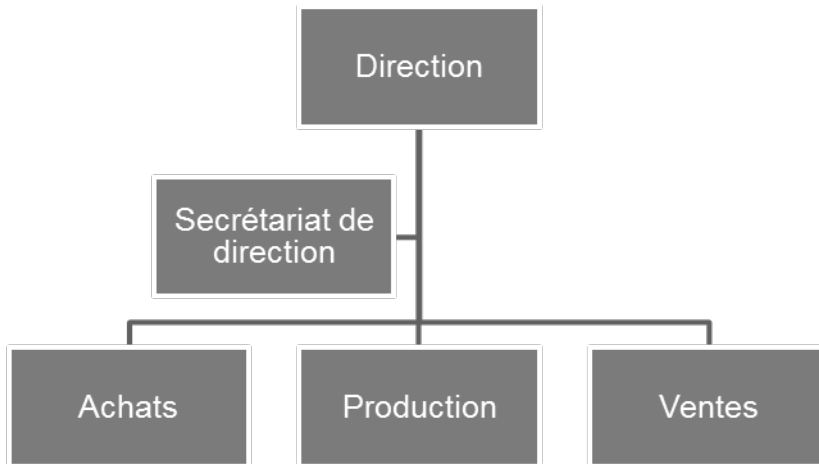 Direction
Secrétariat de
direction
Achats
Production
Ventes